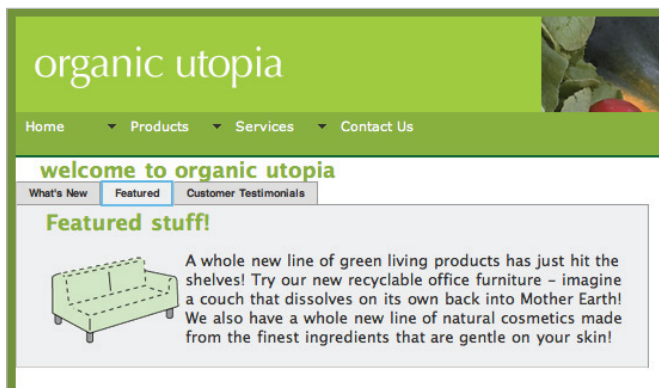 organic utopia
Home Products Services Contact Us
welcome to organic utopia
What's New Featured Customer Testimonials
Featured stuff!
A whole new line of green living products has just hit the
shelves! Try our new recyclable office furniture – imagine
a couch that dissolves on its own back into Mother Earth!
We also have a whole new line of natural cosmetics made
from the finest ingredients that are gentle on your skin!